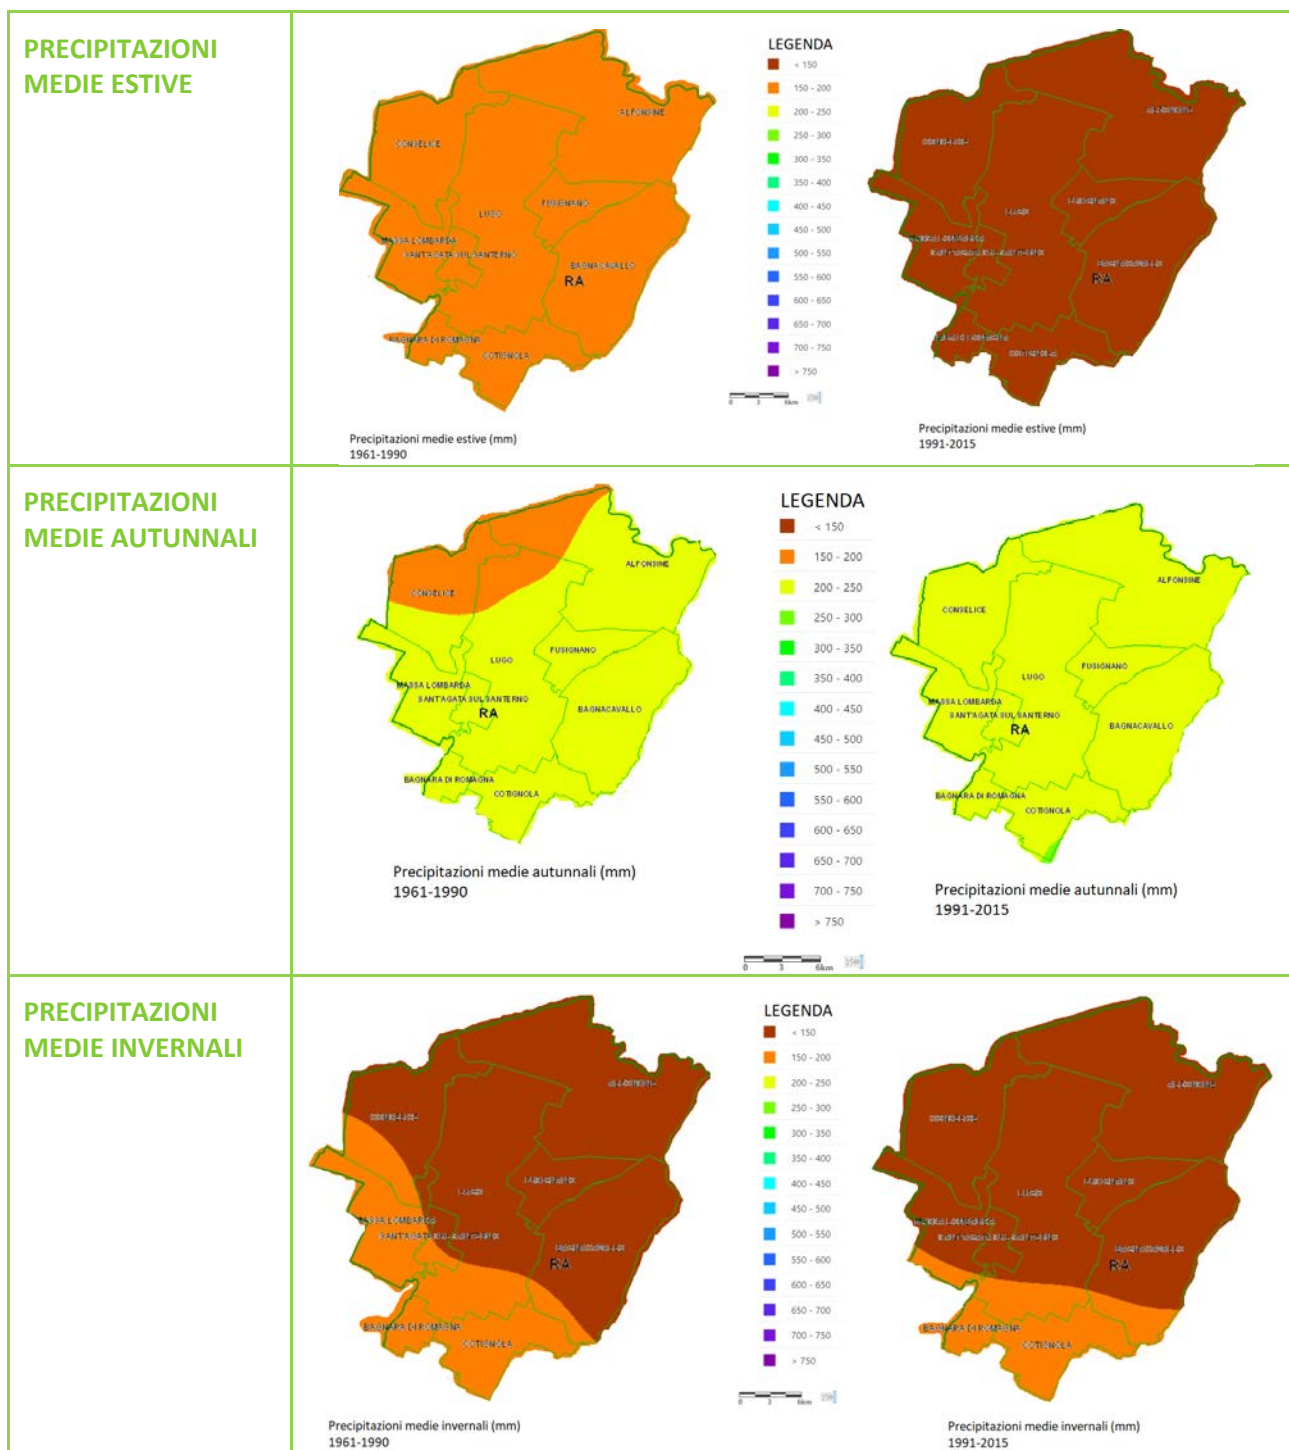 PRECIPITAZIONI
MEDIE ESTIVE
CONSELICE
ALFONSINE
LUGO
FUSIGNANO
MASSA LOMBARDA
SANT'AGATA SUL SANTERNO
BAGNACAVALLO
RA
BAGNARA DI ROMAGNA
COTIGNOLA
Precipitazioni medie estive (mm)
1961-1990
LEGENDA
< 150
150 - 200
200 - 250
250 - 300
300 - 350
350 - 400
400 - 450
450 - 500
500 - 550
550 - 600
600 - 650
650 - 700
700 - 750
> 750
0 3 6km
RA
Precipitazioni medie estive (mm)
1991-2015
PRECIPITAZIONI
MEDIE AUTUNNALI
CONSELICE
ALFONSINE
LUGO
FUSIGNANO
MASSA LOMBARDA
SANT'AGATA SUL SANTERNO
RA
BAGNACAVALLO
BAGNARA DI ROMAGNA
COTIGNOLA
Precipitazioni medie autunnali (mm)
1961-1990
LEGENDA
< 150
150 - 200
200 - 250
250 - 300
300 - 350
350 - 400
400 - 450
450 - 500
500 - 550
550 - 600
600 - 650
650 - 700
700 - 750
> 750
0 3 6km
CONSELICE
ALFONSINE
LUGO
FUSIGNANO
MASSA LOMBARDA
SANT'AGATA SUL SANTERNO
RA
BAGNACAVALLO
BAGNARA DI ROMAGNA
COTIGNOLA
Precipitazioni medie autunnali (mm)
1991-2015
PRECIPITAZIONI
MEDIE INVERNALI
MASSA LOMBARDA
RA
BAGNARA DI ROMAGNA
COTIGNOLA
Precipitazioni medie invernali (mm)
1961-1990
LEGENDA
< 150
150 - 200
200 - 250
250 - 300
300 - 350
350 - 400
400 - 450
450 - 500
500 - 550
550 - 600
600 - 650
650 - 700
700 - 750
> 750
0 3 6km
RA
BAGNARA DI ROMAGNA
COTIGNOLA
Precipitazioni medie invernali (mm)
1991-2015